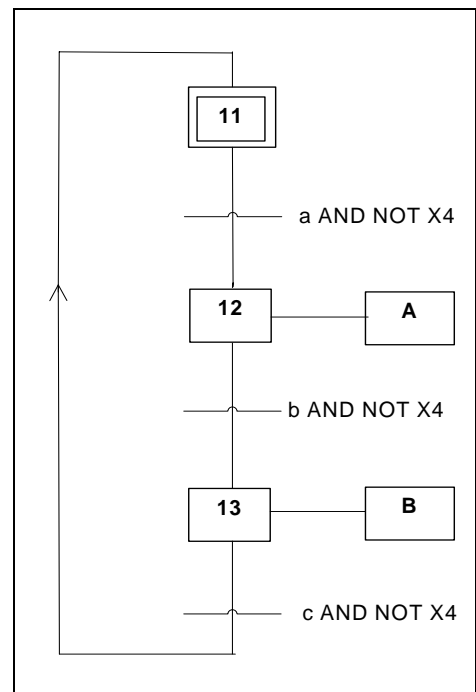 11
a AND NOT X4
12
A
b AND NOT X4
13
B
c AND NOT X4